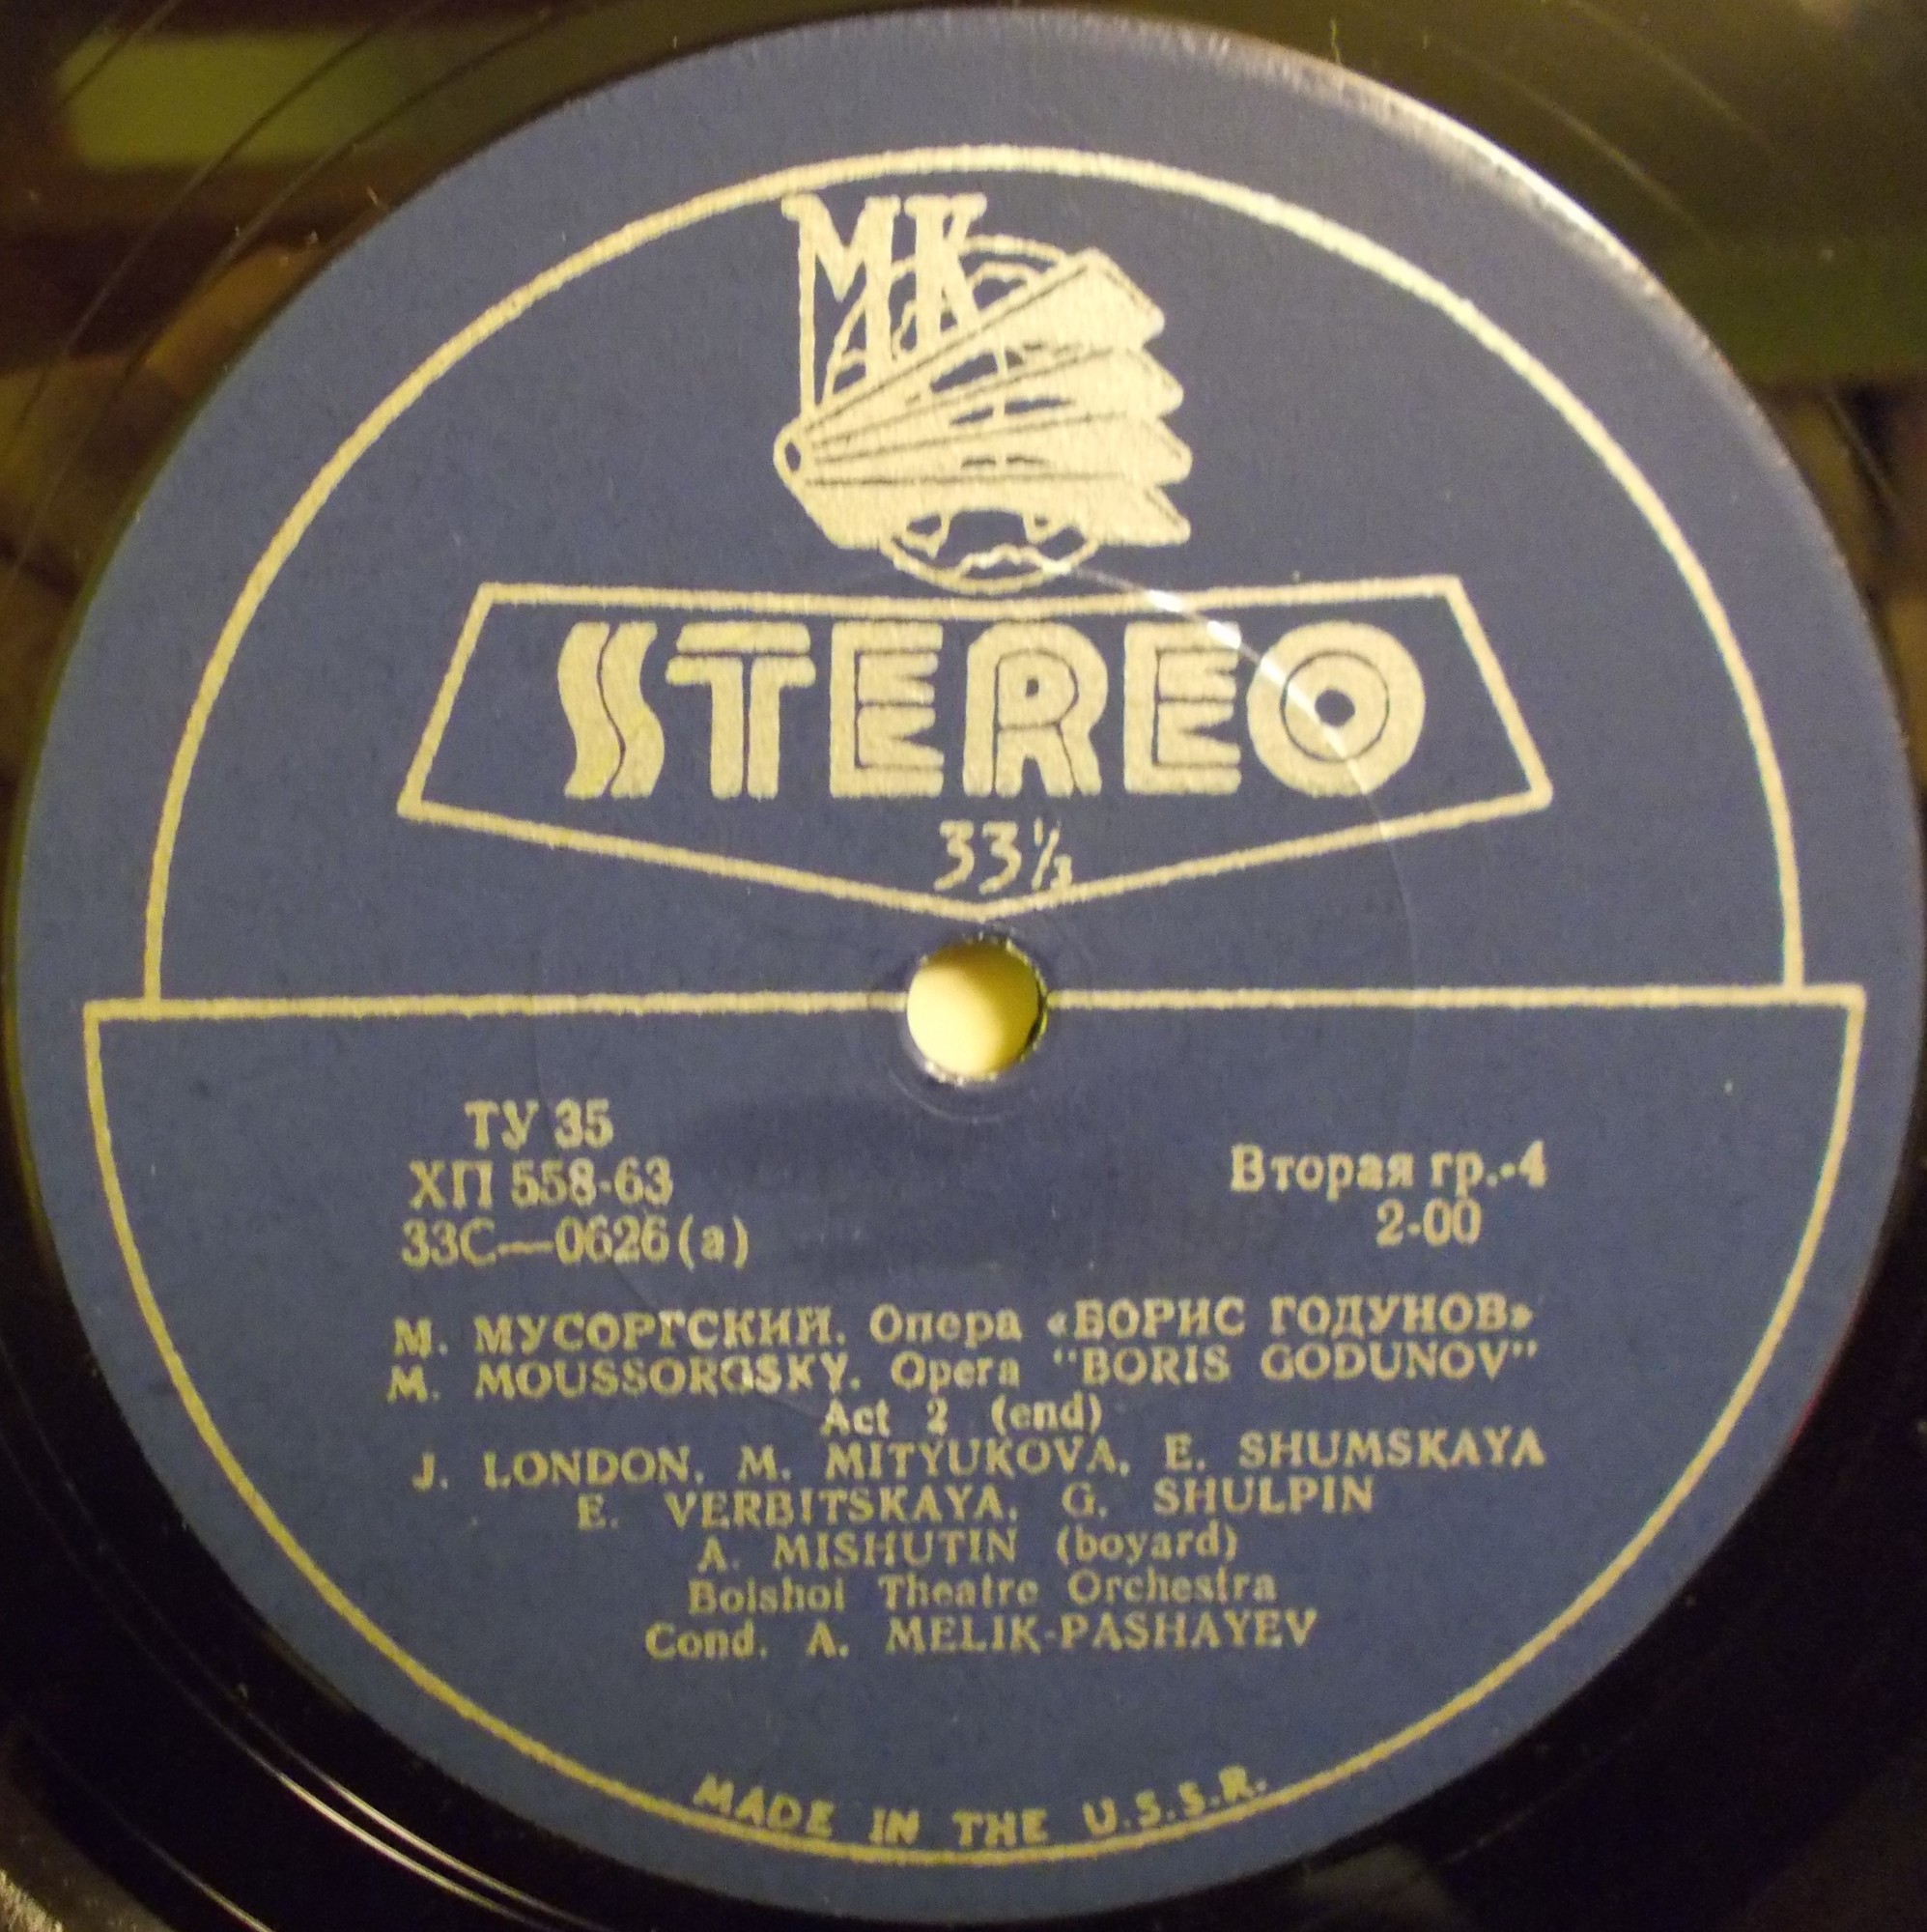 МК
STEREO
33⅓
ТУ 35
ХП 558-63
33С—0626(а)
Вторая гр.-4
2-00
М. МУСОРГСКИЙ. Опера «БОРИС ГОДУНОВ»
M. MOUSSORGSKY. Opera "BORIS GODUNOV"
Act 2 (end)
J. LONDON, M. MITYUKOVA, E. SHUMSKAYA
E. VERBITSKAYA, G. SHULPIN
A. MISHUTIN (boyard)
Bolshoi Theatre Orchestra
Cond. A. MELIK-PASHAYEV
MADE IN THE U.S.S.R.